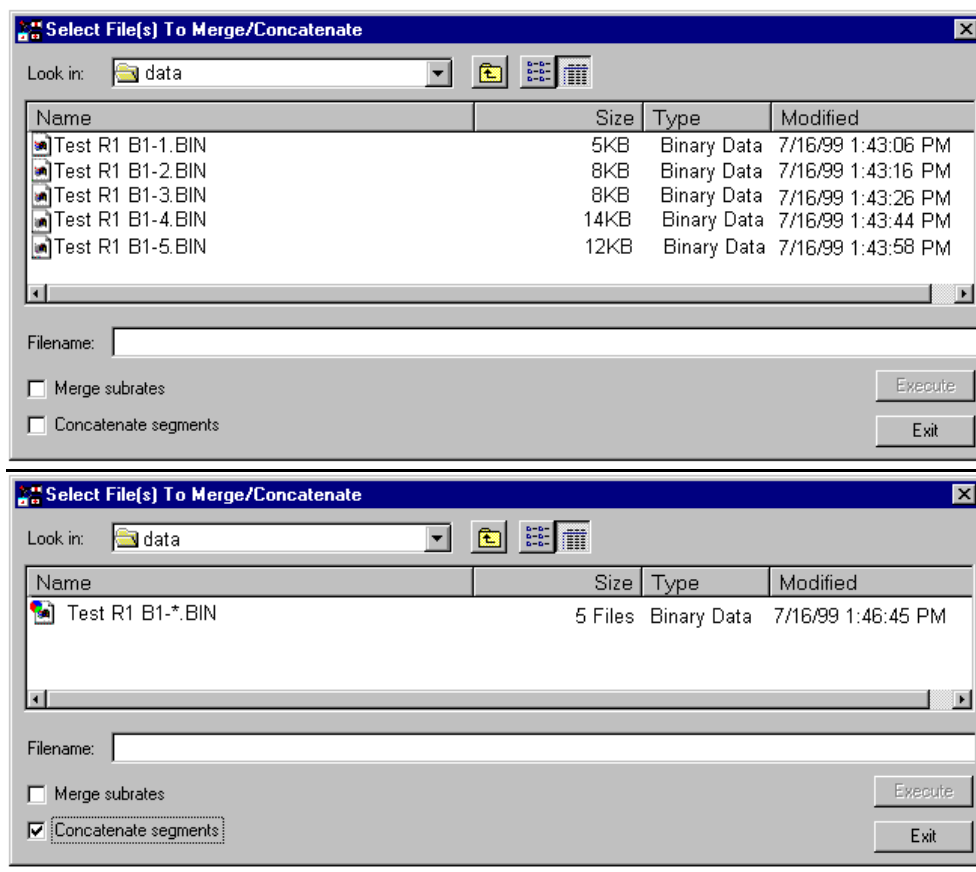 Select File(s) To Merge/Concatenate
Look in: data
Name Size Type Modified
Test R1 B1-1.BIN 5KB Binary Data 7/16/99 1:43:06 PM
Test R1 B1-2.BIN 8KB Binary Data 7/16/99 1:43:16 PM
Test R1 B1-3.BIN 8KB Binary Data 7/16/99 1:43:26 PM
Test R1 B1-4.BIN 14KB Binary Data 7/16/99 1:43:44 PM
Test R1 B1-5.BIN 12KB Binary Data 7/16/99 1:43:58 PM
Filename:
Merge subrates Execute
Concatenate segments Exit
Select File(s) To Merge/Concatenate
Look in: data
Name Size Type Modified
Test R1 B1-*.BIN 5 Files Binary Data 7/16/99 1:46:45 PM
Filename:
Merge subrates Execute
Concatenate segments Exit